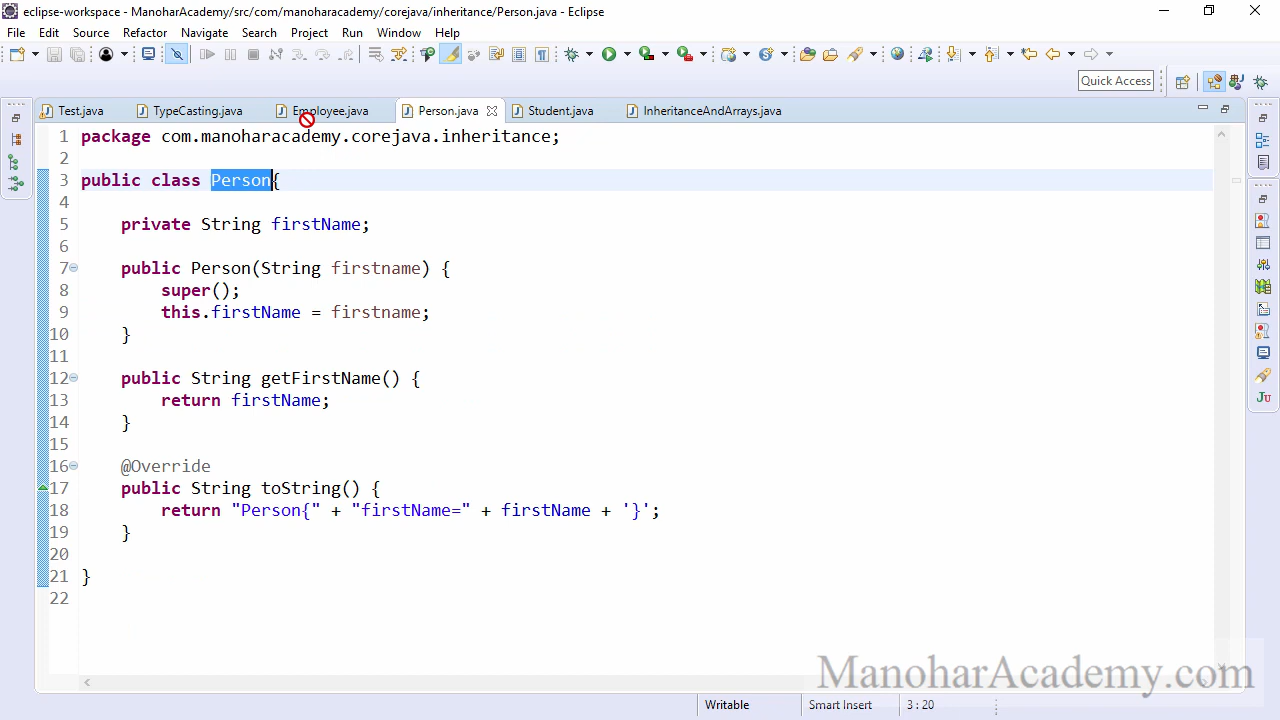 eclipse-workspace - ManoharAcademy/src/com/manoharacademy/corejava/inheritance/Person.java - Eclipse
File Edit Source Refactor Navigate Search Project Run Window Help
Quick Access
Test.java TypeCasting.java Employee.java Person.java Student.java InheritanceAndArrays.java
1 package com.manoharacademy.corejava.inheritance;
2
3 public class Person{
4
5 private String firstName;
6
7 public Person(String firstname) {
8 super();
9 this.firstName = firstname;
10 }
11
12 public String getFirstName() {
13 return firstName;
14 }
15
16 @Override
17 public String toString() {
18 return "Person{" + "firstName=" + firstName + '}';
19 }
20
21 }
22
ManoharAcademy.com
Writable Smart Insert 3 : 20